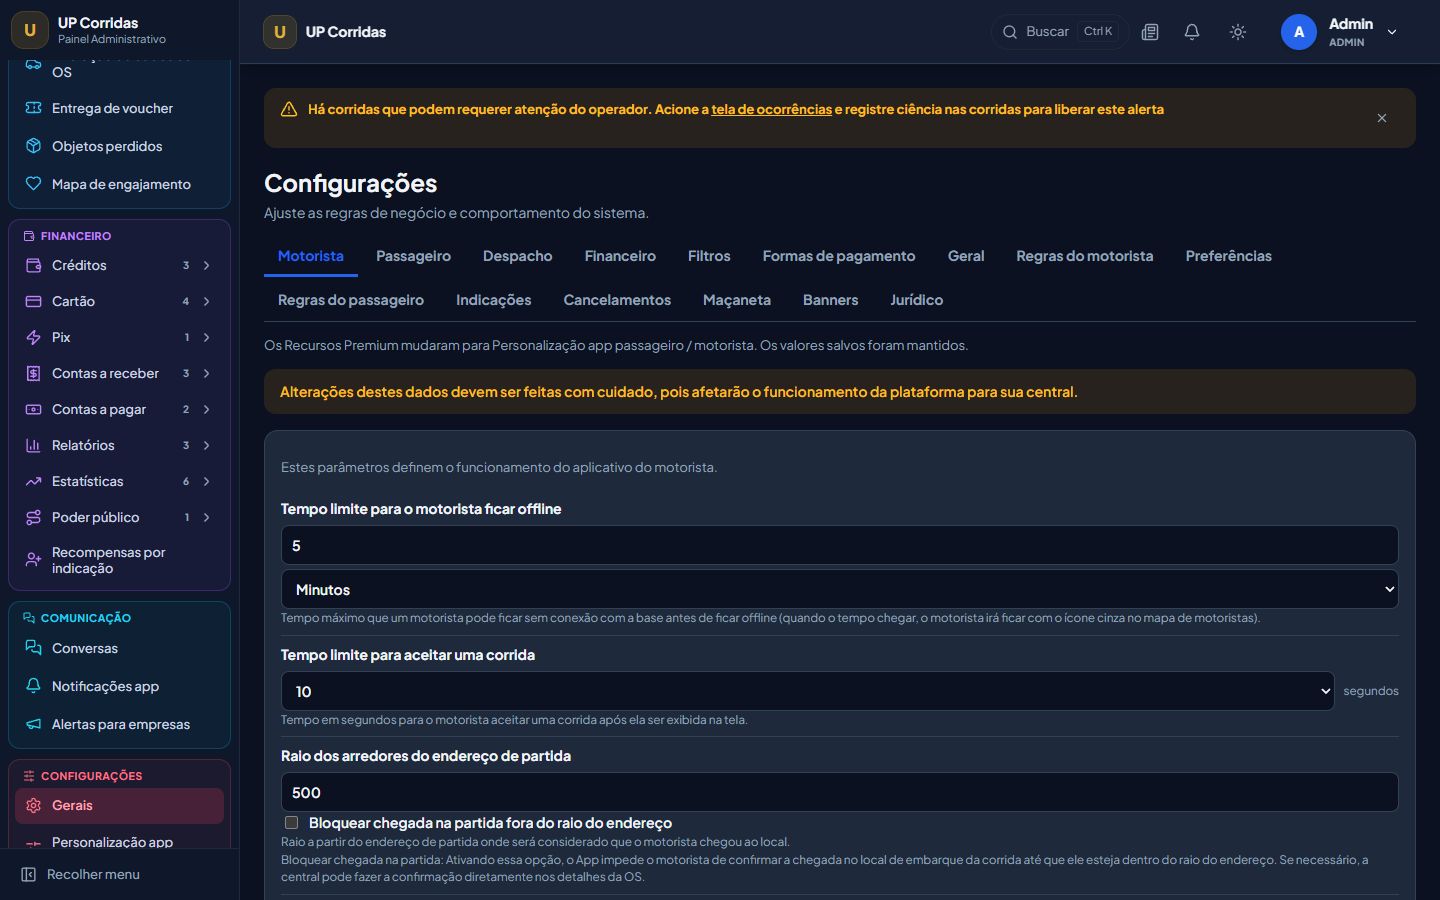 U
UP Corridas
Painel Administrativo
OS
Entrega de voucher
Objetos perdidos
Mapa de engajamento
FINANCEIRO
Créditos 3
Cartão 4
Pix 1
Contas a receber 3
Contas a pagar 2
Relatórios 3
Estatísticas 6
Poder público 1
Recompensas por
indicação
COMUNICAÇÃO
Conversas
Notificações app
Alertas para empresas
CONFIGURAÇÕES
Gerais
Personalização app
Recolher menu
U UP Corridas
Buscar Ctrl K
A
Admin
ADMIN
Há corridas que podem requerer atenção do operador. Acione a tela de ocorrências e registre ciência nas corridas para liberar este alerta
Configurações
Ajuste as regras de negócio e comportamento do sistema.
Motorista Passageiro Despacho Financeiro Filtros Formas de pagamento Geral Regras do motorista Preferências
Regras do passageiro Indicações Cancelamentos Maçaneta Banners Jurídico
Os Recursos Premium mudaram para Personalização app passageiro / motorista. Os valores salvos foram mantidos.
Alterações destes dados devem ser feitas com cuidado, pois afetarão o funcionamento da plataforma para sua central.
Estes parâmetros definem o funcionamento do aplicativo do motorista.
Tempo limite para o motorista ficar offline
5
Minutos
Tempo máximo que um motorista pode ficar sem conexão com a base antes de ficar offline (quando o tempo chegar, o motorista irá ficar com o ícone cinza no mapa de motoristas).
Tempo limite para aceitar uma corrida
10 segundos
Tempo em segundos para o motorista aceitar uma corrida após ela ser exibida na tela.
Raio dos arredores do endereço de partida
500
Bloquear chegada na partida fora do raio do endereço
Raio a partir do endereço de partida onde será considerado que o motorista chegou ao local.
Bloquear chegada na partida: Ativando essa opção, o App impede o motorista de confirmar a chegada no local de embarque da corrida até que ele esteja dentro do raio do endereço. Se necessário, a
central pode fazer a confirmação diretamente nos detalhes da OS.